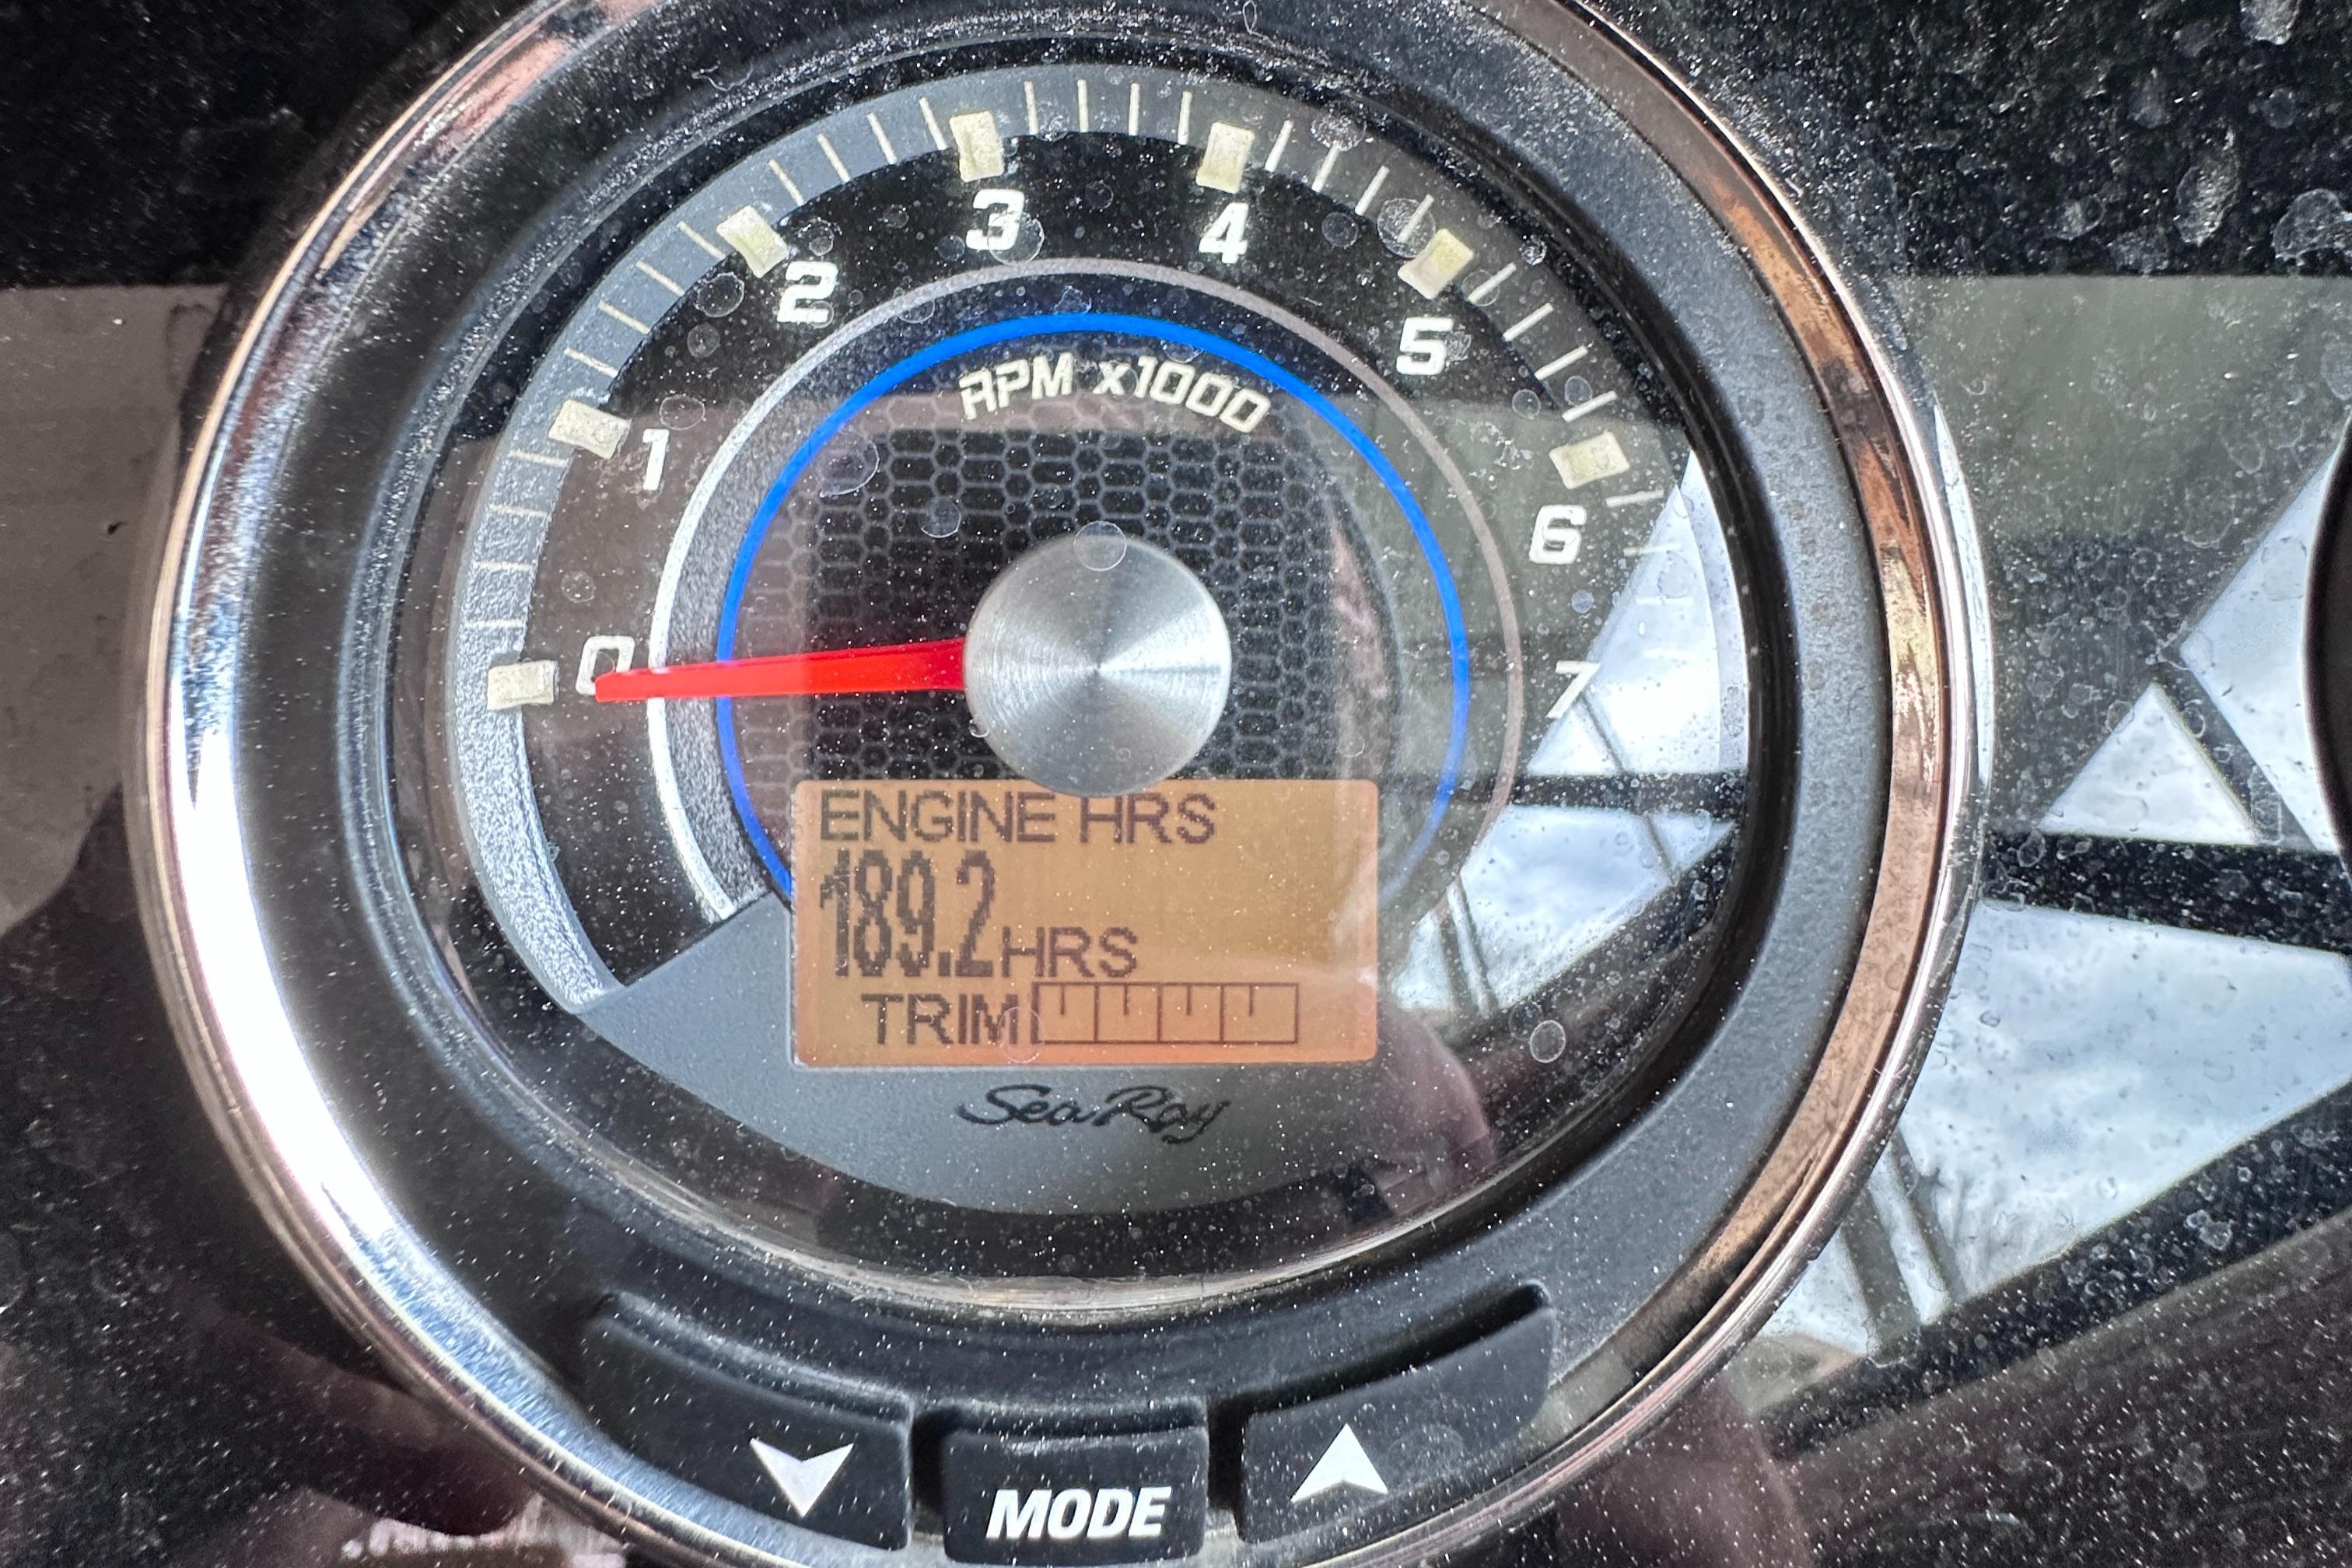 0
1
2
3
4
5
6
7
RPM x1000
ENGINE HRS
189.2 HRS
TRIM
Sea Ray
MODE